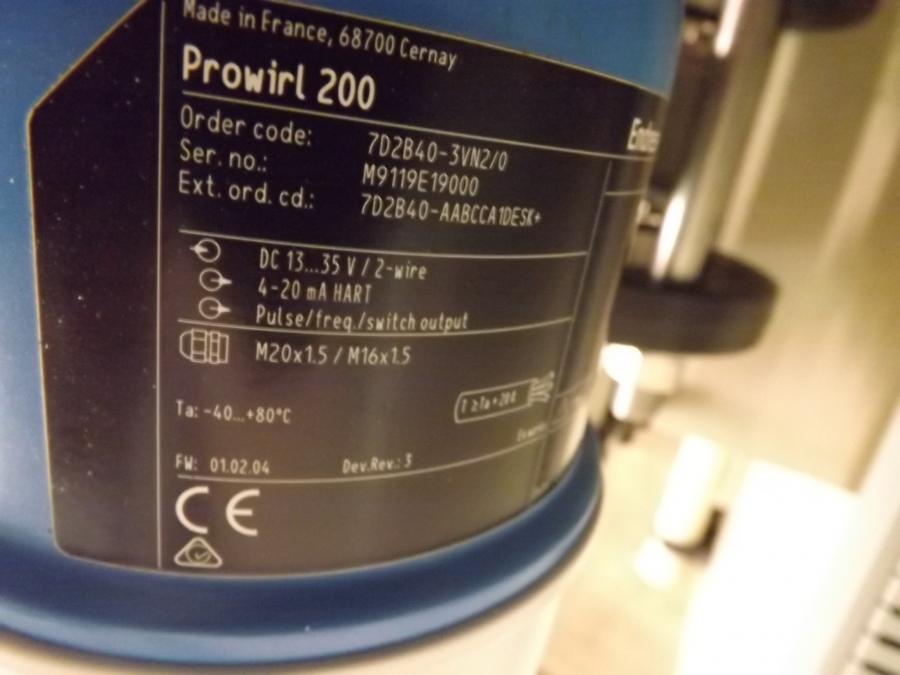 Made in France, 68700 Cernay
Prowirl 200
Order code: 7D2B40-3VN2/0
Ser. no.: M9119E19000
Ext. ord. cd.: 7D2B40-AABCCA1DESK+
DC 13...35 V / 2-wire
4-20 mA HART
Pulse/freq./switch output
M20x1.5 / M16x1.5
Ta: -40...+80°C
FW: 01.02.04 Dev.Rev.: 3
CE